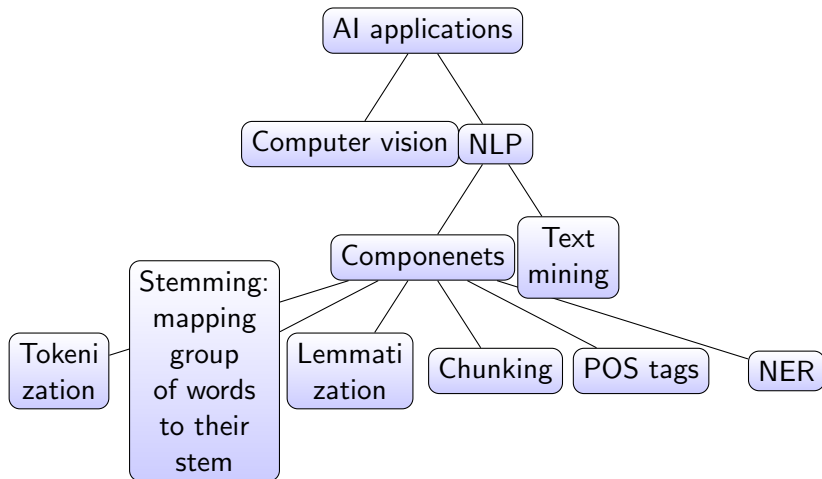 AI applications
Computer vision
NLP
Componenets
Text
mining
Tokeni
zation
Stemming:
mapping
group
of words
to their
stem
Lemmati
zation
Chunking
POS tags
NER